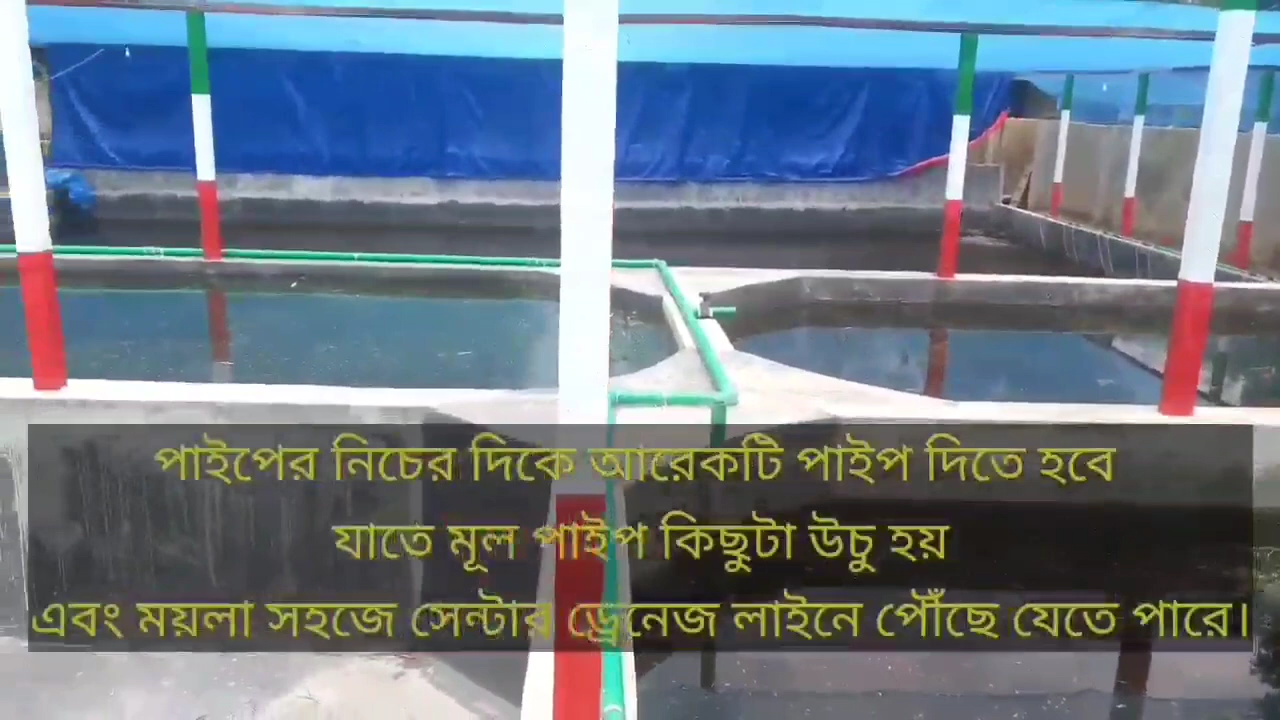 পাইপের নিচের দিকে আরেকটি পাইপ দিতে হবে
যাতে মূল পাইপ কিছুটা উচু হয়
এবং ময়লা সহজে সেন্টার ড্রেনেজ লাইনে পৌঁছে যেতে পারে।